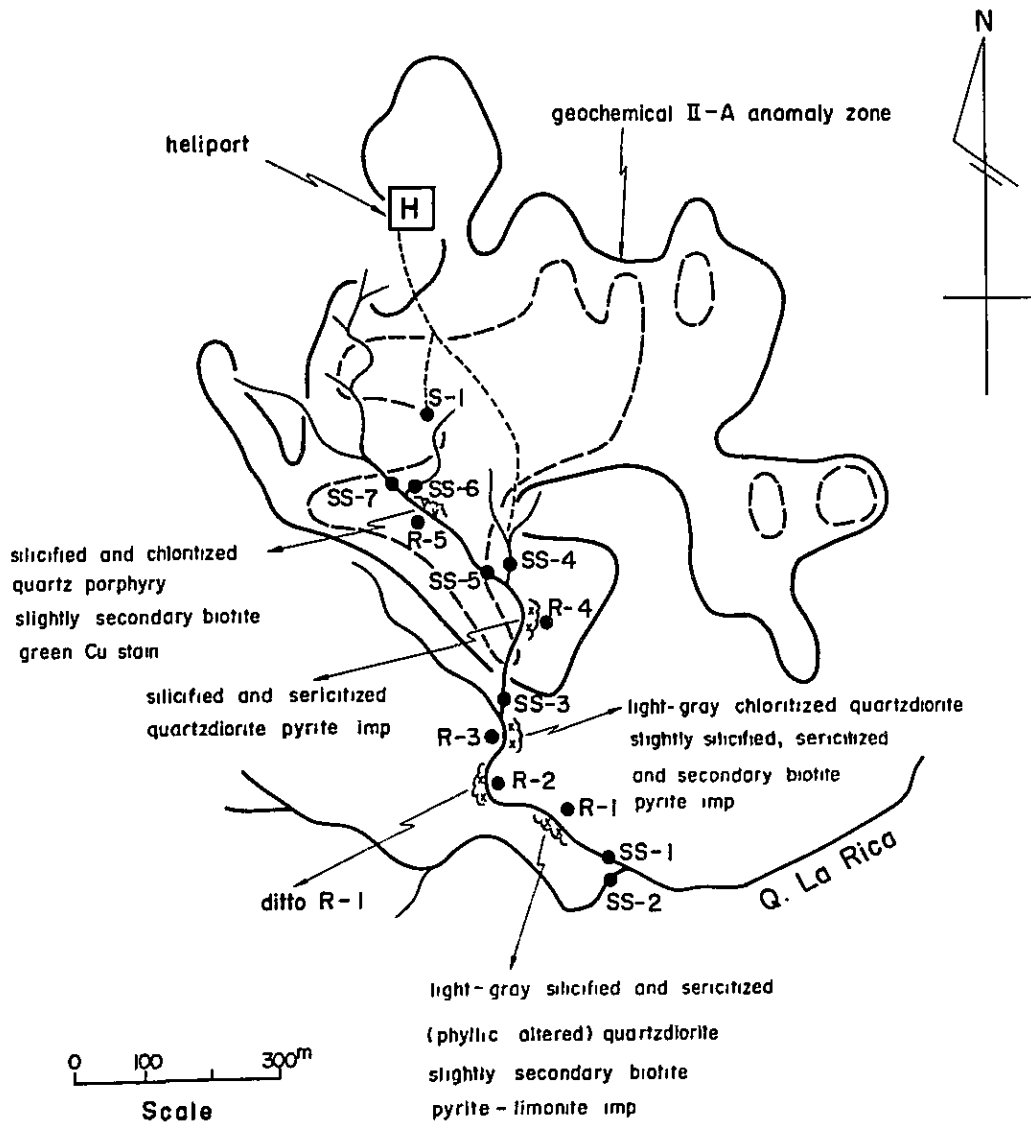 N
geochemical II-A anomaly zone
heliport
H
S-1
SS-7
SS-6
R-5
SS-5
SS-4
R-4
silicified and chloritized
quartz porphyry
slightly secondary biotite
green Cu stain
silicified and sericitized
quartzdiorite pyrite imp
SS-3
R-3
light-gray chloritized quartzdiorite
slightly silicified, sericitized
and secondary biotite
pyrite imp
R-2
R-1
SS-1
SS-2
Q. La Rica
ditto R-1
light-gray silicified and sericitized
(phyllic altered) quartzdiorite
slightly secondary biotite
pyrite-limonite imp
0 100 300m
Scale